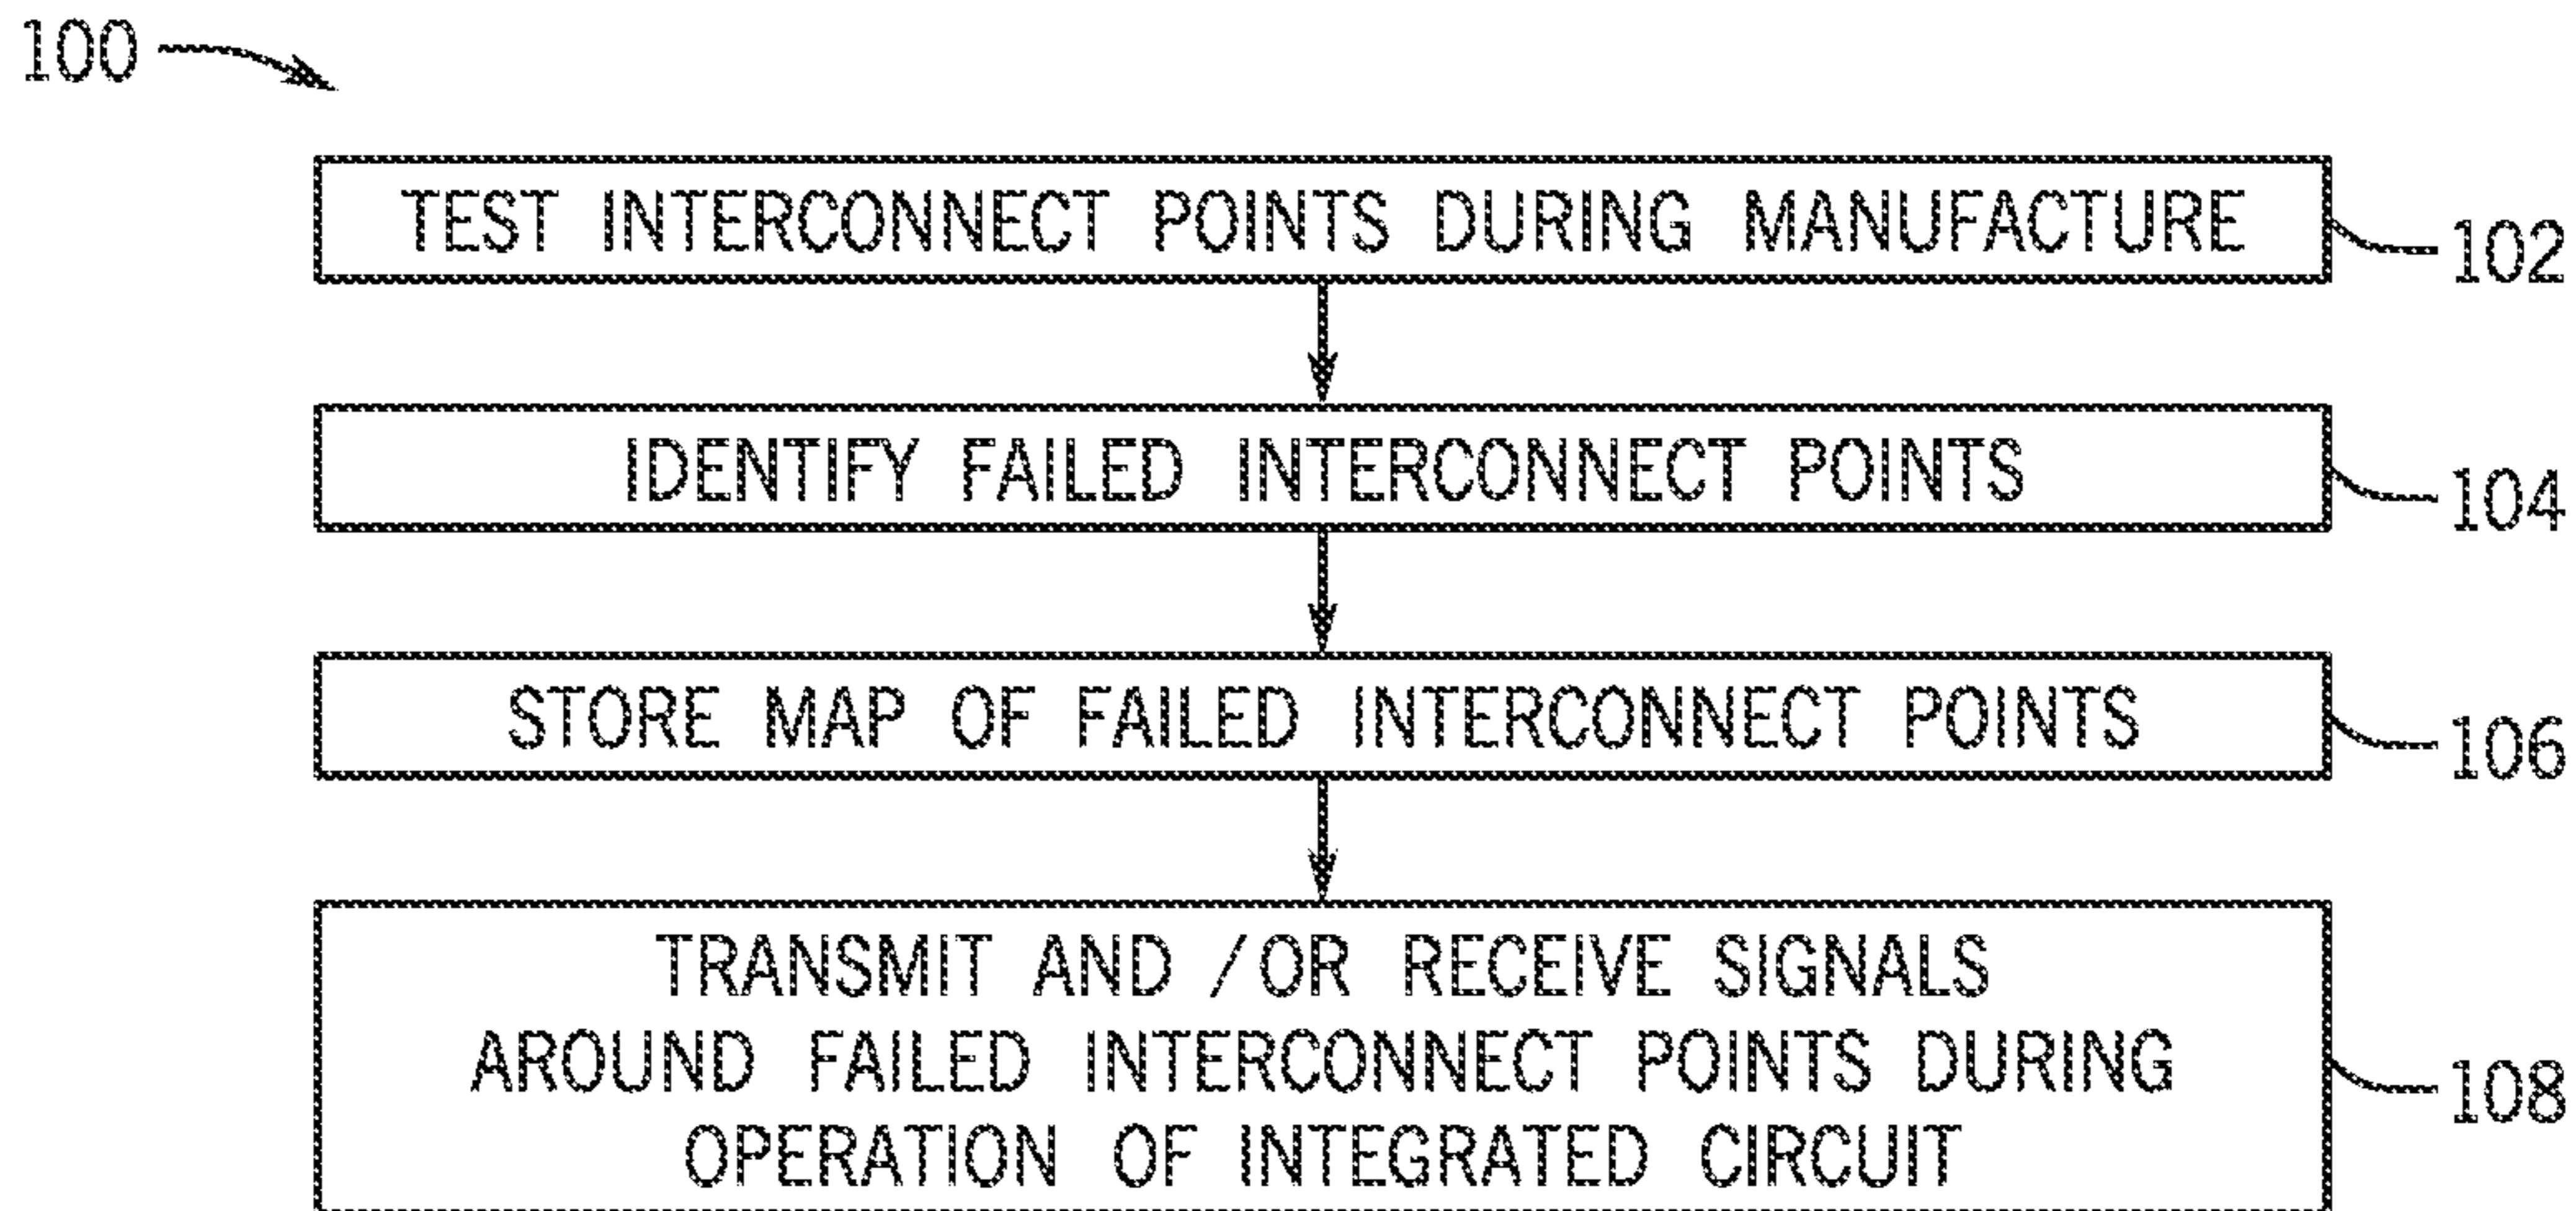 100
TEST INTERCONNECT POINTS DURING MANUFACTURE
102
IDENTIFY FAILED INTERCONNECT POINTS
104
STORE MAP OF FAILED INTERCONNECT POINTS
106
TRANSMIT AND /OR RECEIVE SIGNALS
AROUND FAILED INTERCONNECT POINTS DURING
OPERATION OF INTEGRATED CIRCUIT
108